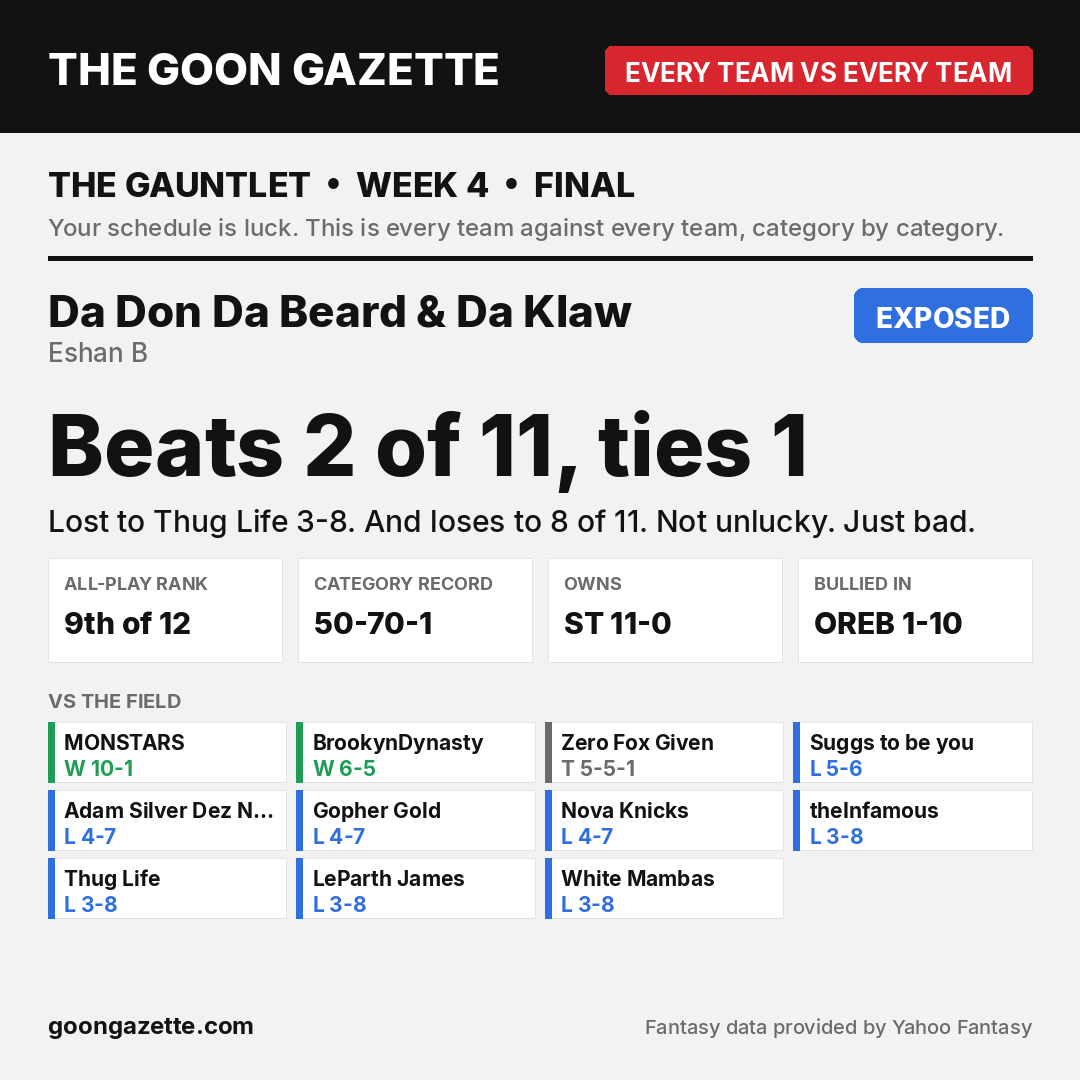 THE GOON GAZETTE
EVERY TEAM VS EVERY TEAM
THE GAUNTLET • WEEK 4 • FINAL
Your schedule is luck. This is every team against every team, category by category.
Da Don Da Beard & Da Klaw
EXPOSED
Eshan B
Beats 2 of 11, ties 1
Lost to Thug Life 3-8. And loses to 8 of 11. Not unlucky. Just bad.
ALL-PLAY RANK
9th of 12
CATEGORY RECORD
50-70-1
OWNS
ST 11-0
BULLIED IN
OREB 1-10
VS THE FIELD
MONSTARS
W 10-1
BrookynDynasty
W 6-5
Zero Fox Given
T 5-5-1
Suggs to be you
L 5-6
Adam Silver Dez N...
L 4-7
Gopher Gold
L 4-7
Nova Knicks
L 4-7
theInfamous
L 3-8
Thug Life
L 3-8
LeParth James
L 3-8
White Mambas
L 3-8
goongazette.com
Fantasy data provided by Yahoo Fantasy